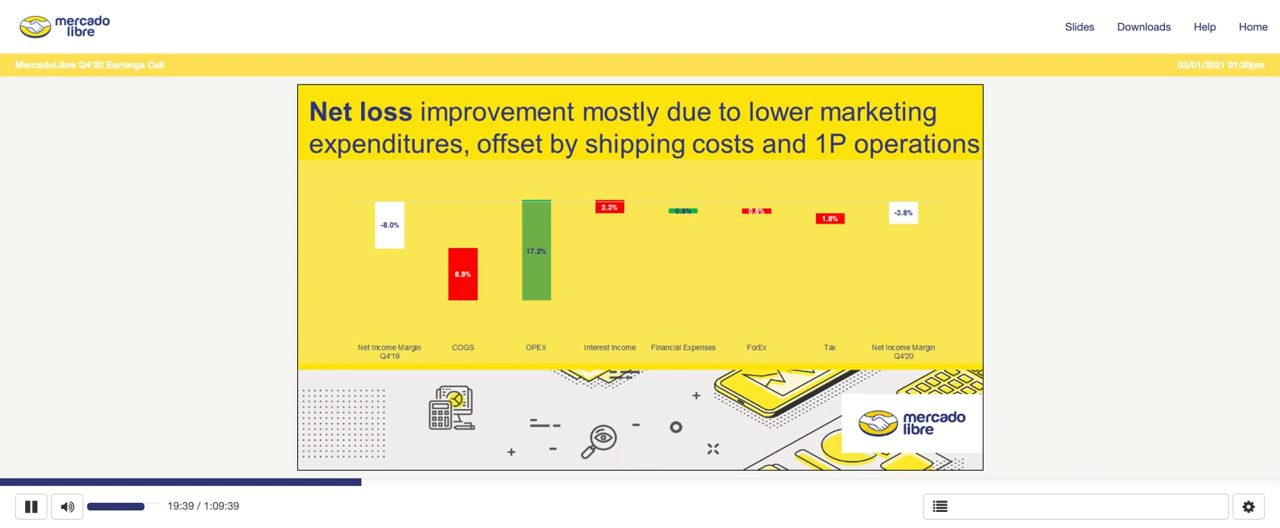 mercado
libre
Slides
Downloads
Help
Home
MercadoLibre Q4'20 Earnings Call
03/01/2021 01:30pm
Net loss improvement mostly due to lower marketing
expenditures, offset by shipping costs and 1P operations
-8.0%
8.9%
17.2%
2.3%
1.8%
-3.8%
Net Income Margin
Q4'19
COGS
OPEX
Interest Income
Financial Expenses
ForEx
Tax
Net Income Margin
Q4'20
mercado
libre
19:39 / 1:09:39